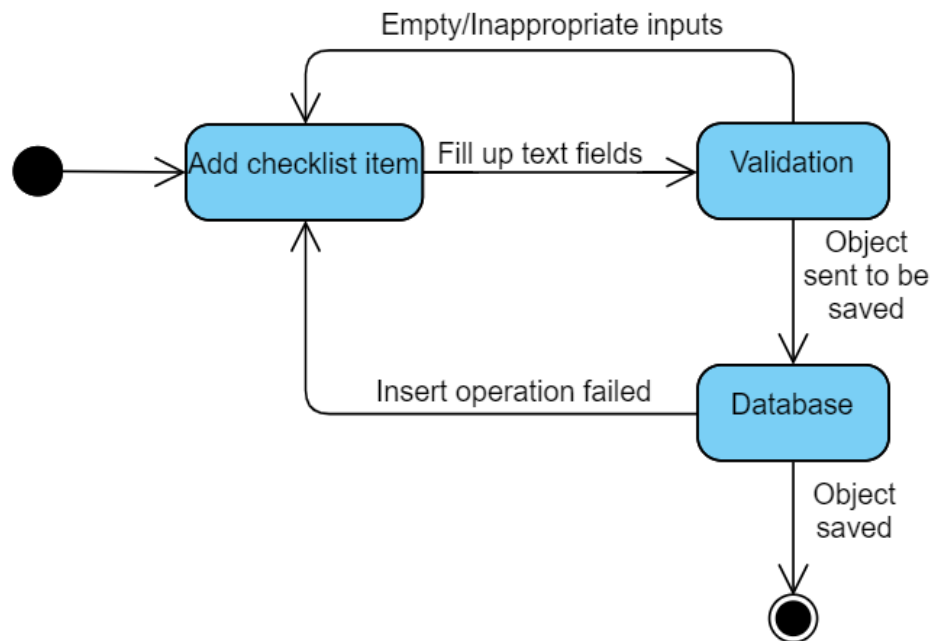 Empty/Inappropriate inputs
Add checklist item
Fill up text fields
Validation
Object
sent to be
saved
Insert operation failed
Database
Object
saved